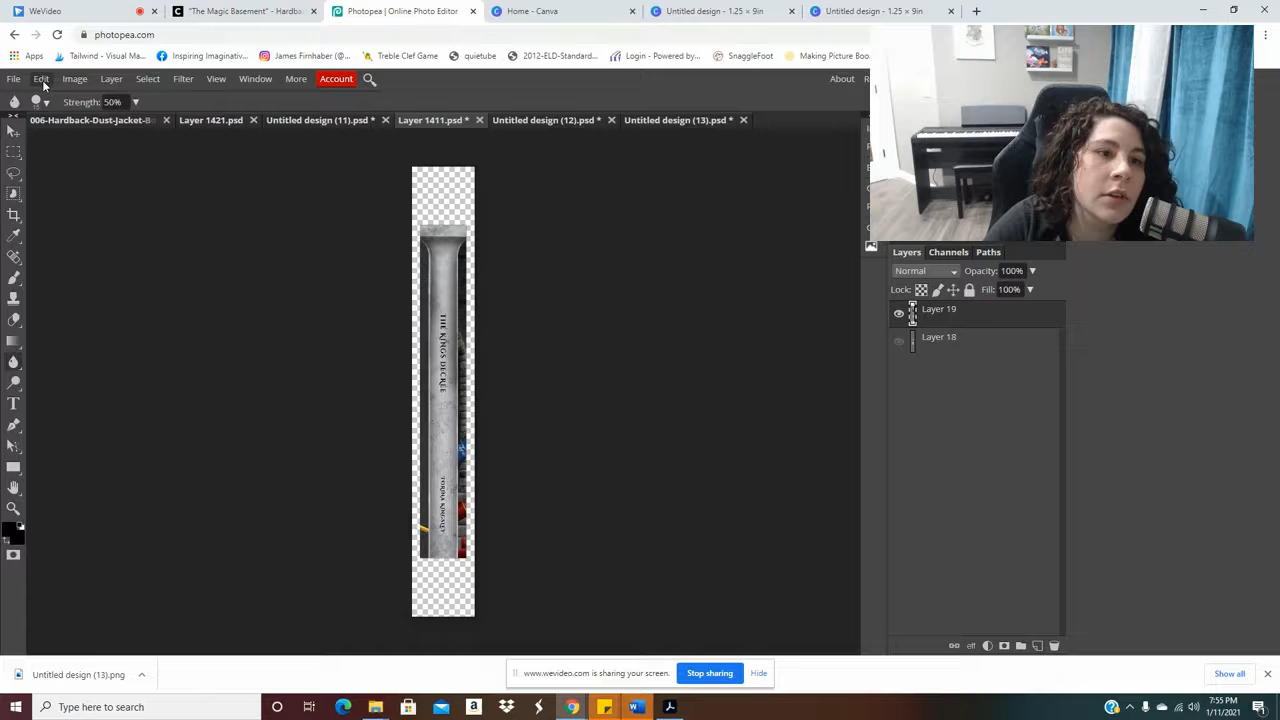 WeVideo
"The Magic Basement" - Hardba
Photopea | Online Photo Editor
Home - Canva
Untitled design - 1.25 × 9in
Untitled design - 1.25 × 9in
photopea.com
Apps
Tailwind - Visual M...
Inspiring Imaginativ...
James Firnhaber (@...
Treble Clef Game
quietube
2012-ELD-Standard...
Login - Powered by...
SnaggleFoot
Making Picture Boo
File Edit Image Layer Select Filter View Window More Account About R
15 Strength: 50%
006-Hardback-Dust-Jacket-B
Layer 1421.psd
Untitled design (11).psd *
Layer 1411.psd *
Untitled design (12).psd *
Untitled design (13).psd *
THE KING'S DECREE
Layers Channels Paths
Normal Opacity: 100%
Lock: Fill: 100%
Layer 19
Layer 18
eff
Untitled design (13).png
www.wevideo.com is sharing your screen.
Stop sharing
Hide
Show all
Type here to search
7:55 PM
1/11/2021